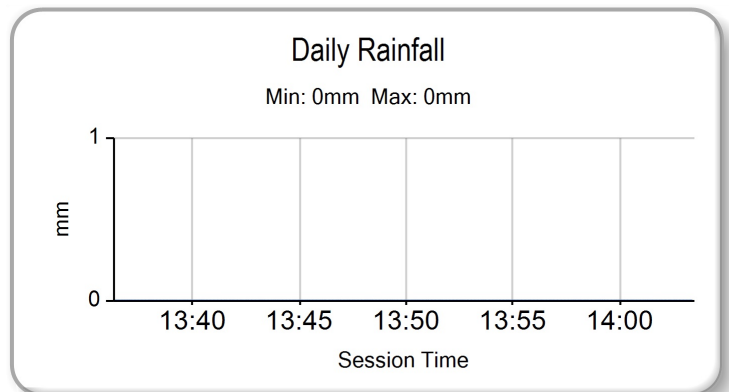 Daily Rainfall
Min: 0mm  Max: 0mm
1
mm
0
13:40 13:45 13:50 13:55 14:00
Session Time